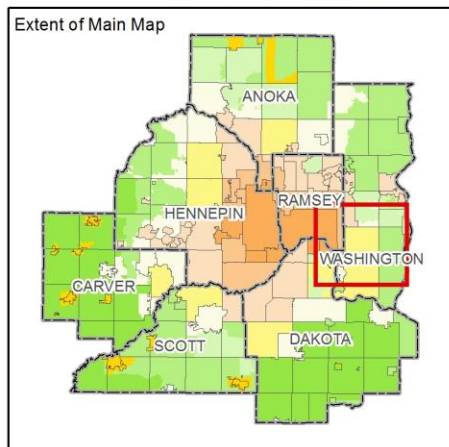 Extent of Main Map
ANOKA
HENNEPIN
RAMSEY
WASHINGTON
CARVER
SCOTT
DAKOTA